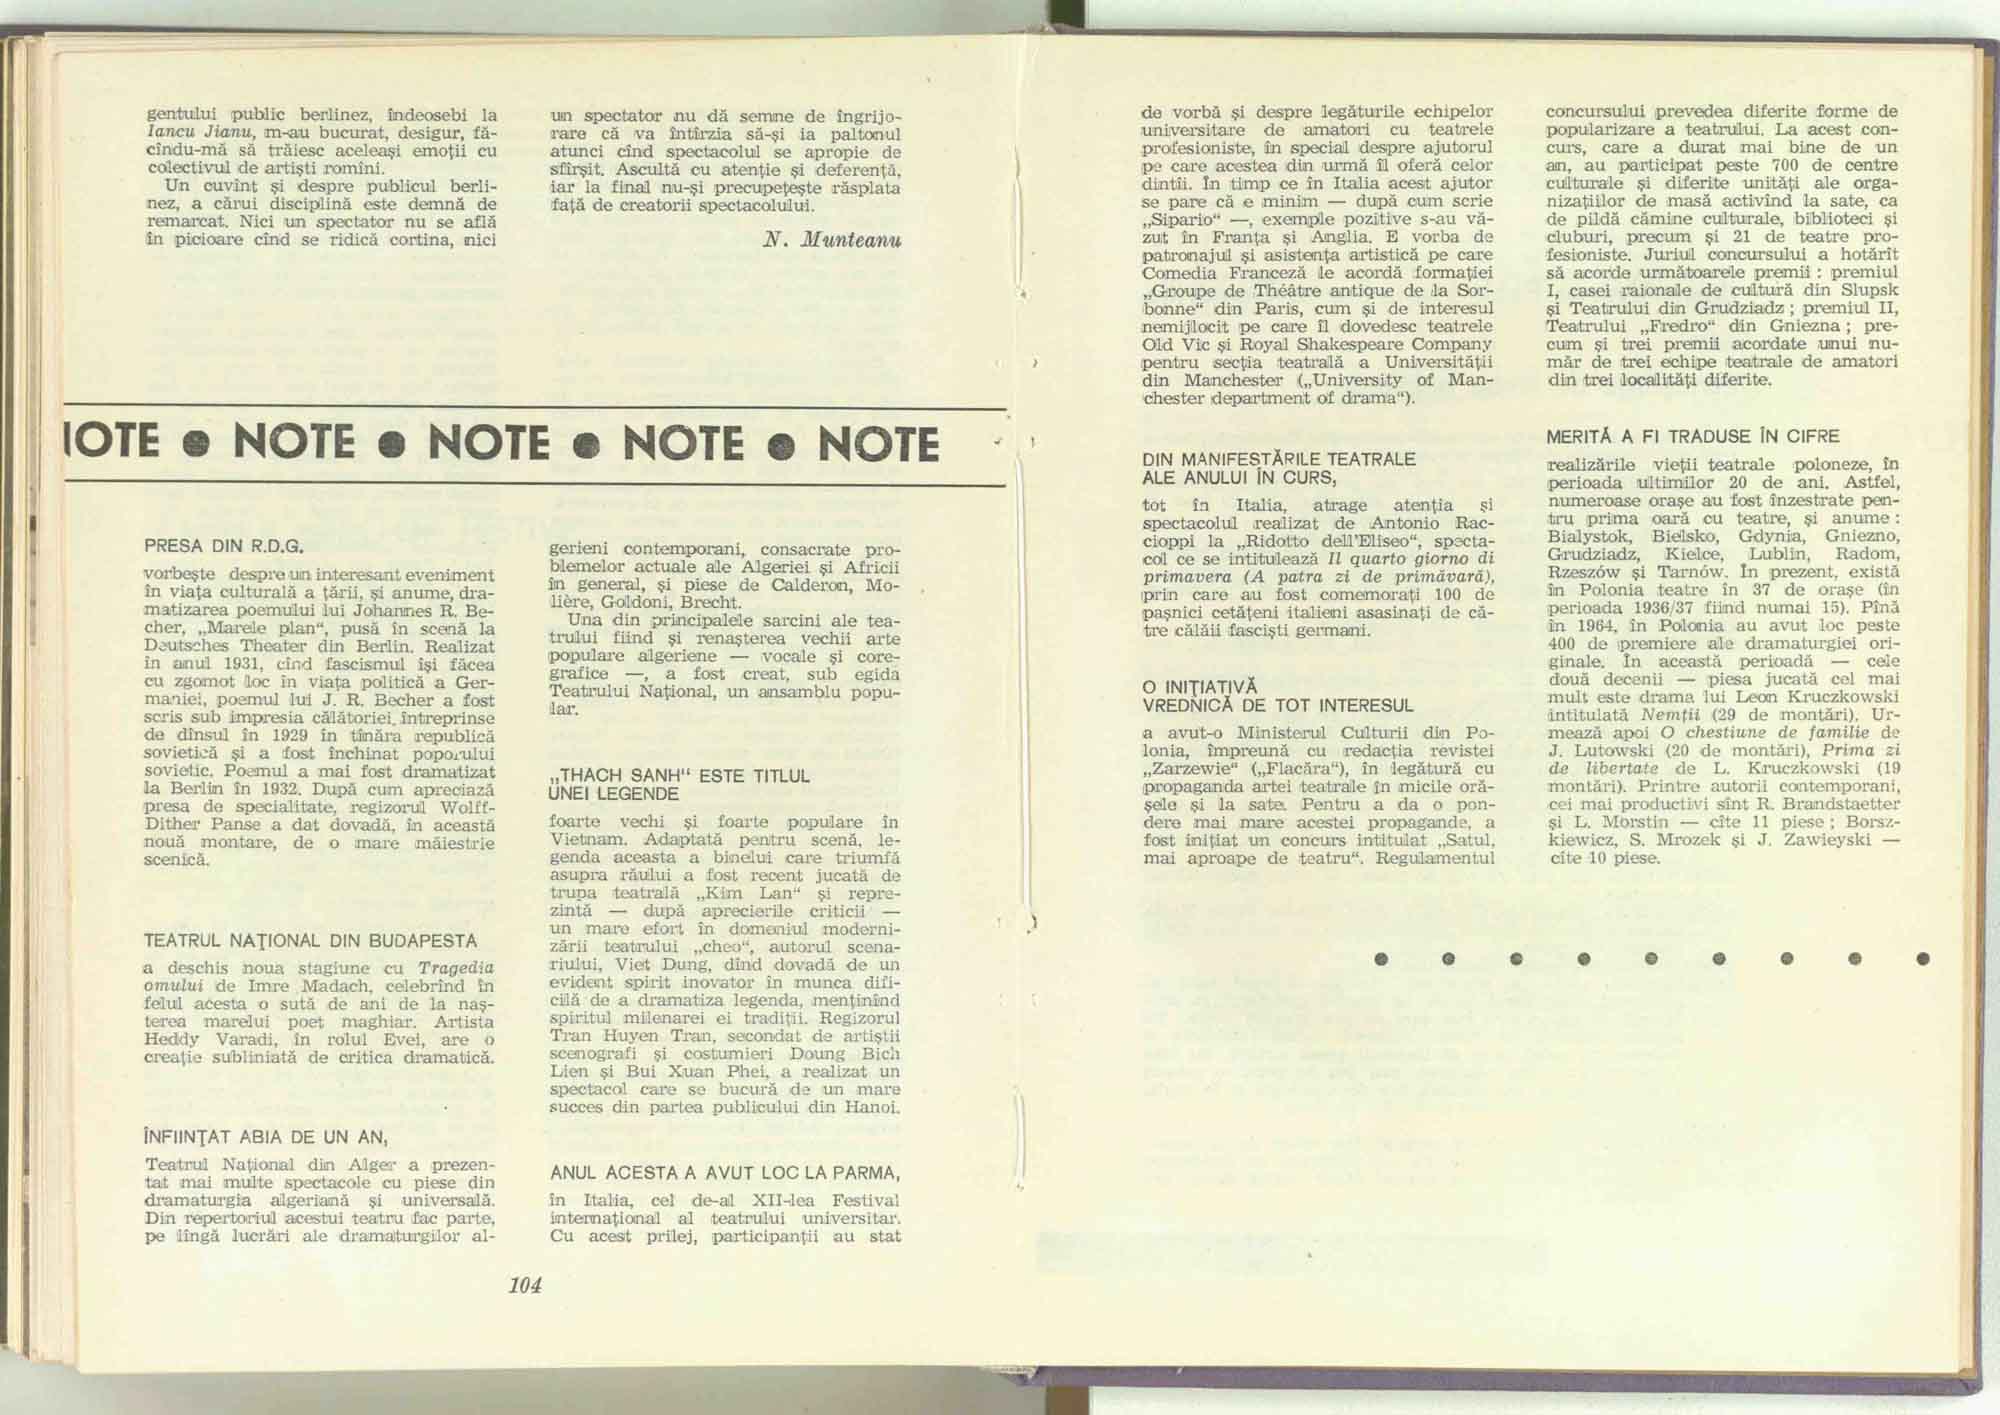 gentului public berlinez, îndeosebi la
Iancu Jianu, m-au bucurat, desigur, fă-
cîndu-mă să trăiesc aceleași emoții cu
colectivul de artiști romîni.
Un cuvînt și despre publicul berli-
nez, a cărui disciplină este demnă de
remarcat. Nici un spectator nu se află
în picioare cînd se ridică cortina, nici
un spectator nu dă semne de îngrijo-
rare că va întîrzia să-și ia paltonul
atunci cînd spectacolul se apropie de
sfîrșit. Ascultă cu atenție și deferență,
iar la final nu-și precupețește răsplata
față de creatorii spectacolului.
N. Munteanu
NOTE ● NOTE ● NOTE ● NOTE ● NOTE
PRESA DIN R.D.G.
vorbește despre un interesant eveniment
în viața culturală a țării, și anume, dra-
matizarea poemului lui Johannes R. Be-
cher, „Marele plan“, pusă în scenă la
Deutsches Theater din Berlin. Realizat
în anul 1931, cînd fascismul își făcea
cu zgomot loc în viața politică a Ger-
maniei, poemul lui J. R. Becher a fost
scris sub impresia călătoriei întreprinse
de dînsul în 1929 în tînăra republică
sovietică și a fost închinat poporului
sovietic. Poemul a mai fost dramatizat
la Berlin în 1932. După cum apreciază
presa de specialitate, regizorul Wolff-
Dither Panse a dat dovadă, în această
nouă montare, de o mare măiestrie
scenică.
TEATRUL NAȚIONAL DIN BUDAPESTA
a deschis noua stagiune cu Tragedia
omului de Imre Madach, celebrînd în
felul acesta o sută de ani de la naș-
terea marelui poet maghiar. Artista
Heddy Varadi, în rolul Evei, are o
creație subliniată de critica dramatică.
ÎNFIINȚAT ABIA DE UN AN,
Teatrul Național din Alger a prezen-
tat mai multe spectacole cu piese din
dramaturgia algeriană și universală.
Din repertoriul acestui teatru fac parte,
pe lîngă lucrări ale dramaturgilor al-
gerieni contemporani, consacrate pro-
blemelor actuale ale Algeriei și Africii
în general, și piese de Calderon, Mo-
lière, Goldoni, Brecht.
Una din principalele sarcini ale tea-
trului fiind și renașterea vechii arte
populare algeriene — vocale și core-
grafice —, a fost creat, sub egida
Teatrului Național, un ansamblu popu-
lar.
„THACH SANH“ ESTE TITLUL
UNEI LEGENDE
foarte vechi și foarte populare în
Vietnam. Adaptată pentru scenă, le-
genda aceasta a binelui care triumfă
asupra răului a fost recent jucată de
trupa teatrală „Kim Lan“ și repre-
zintă — după aprecierile criticii —
un mare efort în domeniul moderni-
zării teatrului „cheo“, autorul scena-
riului, Viet Dung, dînd dovadă de un
evident spirit inovator în munca difi-
cilă de a dramatiza legenda, menținînd
spiritul milenarei ei tradiții. Regizorul
Tran Huyen Tran, secondat de artiștii
scenografi și costumieri Doung Bich
Lien și Bui Xuan Phei, a realizat un
spectacol care se bucură de un mare
succes din partea publicului din Hanoi.
ANUL ACESTA A AVUT LOC LA PARMA,
în Italia, cel de-al XII-lea Festival
internațional al teatrului universitar.
Cu acest prilej, participanții au stat
104
de vorbă și despre legăturile echipelor
universitare de amatori cu teatrele
profesioniste, în special despre ajutorul
pe care acestea din urmă îl oferă celor
dintîi. În timp ce în Italia acest ajutor
se pare că e minim — după cum scrie
„Sipario“ —, exemple pozitive s-au vă-
zut în Franța și Anglia. E vorba de
patronajul și asistența artistică pe care
Comedia Franceză le acordă formației
„Groupe de Théâtre antique de la Sor-
bonne“ din Paris, cum și de interesul
nemijlocit pe care îl dovedesc teatrele
Old Vic și Royal Shakespeare Company
pentru secția teatrală a Universității
din Manchester („University of Man-
chester department of drama“).
DIN MANIFESTĂRILE TEATRALE
ALE ANULUI ÎN CURS,
tot în Italia, atrage atenția și
spectacolul realizat de Antonio Rac-
cioppi la „Ridotto dell'Eliseo“, specta-
col ce se intitulează Il quarto giorno di
primavera (A patra zi de primăvară),
prin care au fost comemorați 100 de
pașnici cetățeni italieni asasinați de că-
tre călăii fasciști germani.
O INIȚIATIVĂ
VREDNICĂ DE TOT INTERESUL
a avut-o Ministerul Culturii din Po-
lonia, împreună cu redacția revistei
„Zarzewie“ („Flacăra“), în legătură cu
propaganda artei teatrale în micile oră-
șele și la sate. Pentru a da o pon-
dere mai mare acestei propagande, a
fost inițiat un concurs intitulat „Satul,
mai aproape de teatru“. Regulamentul
concursului prevedea diferite forme de
popularizare a teatrului. La acest con-
curs, care a durat mai bine de un
an, au participat peste 700 de centre
culturale și diferite unități ale orga-
nizațiilor de masă activînd la sate, ca
de pildă cămine culturale, biblioteci și
cluburi, precum și 21 de teatre pro-
fesioniste. Juriul concursului a hotărît
să acorde următoarele premii : premiul
I, casei raionale de cultură din Slupsk
și Teatrului din Grudziadz ; premiul II,
Teatrului „Fredro“ din Gniezna ; pre-
cum și trei premii acordate unui nu-
măr de trei echipe teatrale de amatori
din trei localități diferite.
MERITĂ A FI TRADUSE ÎN CIFRE
realizările vieții teatrale poloneze, în
perioada ultimilor 20 de ani. Astfel,
numeroase orașe au fost înzestrate pen-
tru prima oară cu teatre, și anume :
Bialystok, Bielsko, Gdynia, Gniezno,
Grudziadz, Kielce, Lublin, Radom,
Rzeszów și Tarnów. În prezent, există
în Polonia teatre în 37 de orașe (în
perioada 1936/37 fiind numai 15). Pînă
în 1964, în Polonia au avut loc peste
400 de premiere ale dramaturgiei ori-
ginale. În această perioadă — cele
două decenii — piesa jucată cel mai
mult este drama lui Leon Kruczkowski
intitulată Nemții (29 de montări). Ur-
mează apoi O chestiune de familie de
J. Lutowski (20 de montări), Prima zi
de libertate de L. Kruczkowski (19
montări). Printre autorii contemporani,
cei mai productivi sînt R. Brandstaetter
și L. Morstin — cîte 11 piese ; Borsz-
kiewicz, S. Mrozek și J. Zawieyski —
cîte 10 piese.